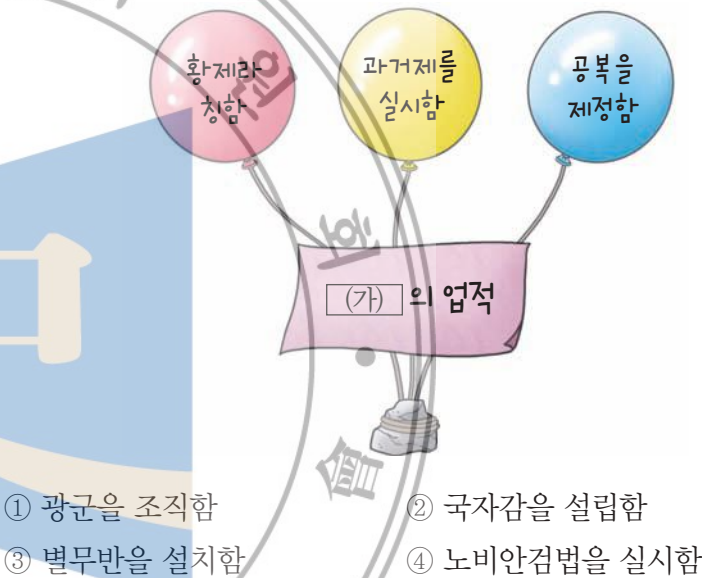 황제라
칭함
과거제를
실시함
공복을
제정함
(가) 의 업적
① 광군을 조직함
② 국자감을 설립함
③ 별무반을 설치함
④ 노비안검법을 실시함